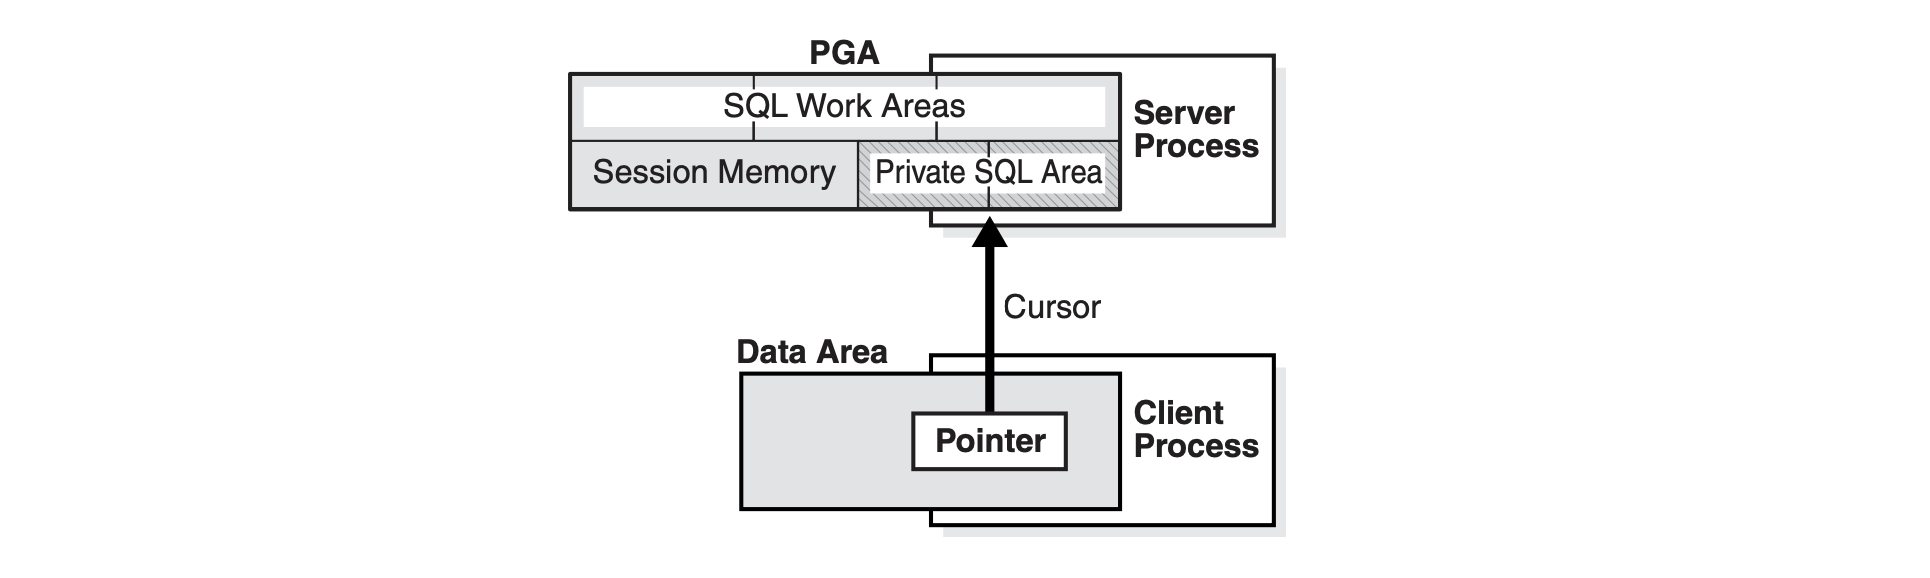 PGA
SQL Work Areas
Session Memory
Private SQL Area
Server
Process
Cursor
Data Area
Pointer
Client
Process